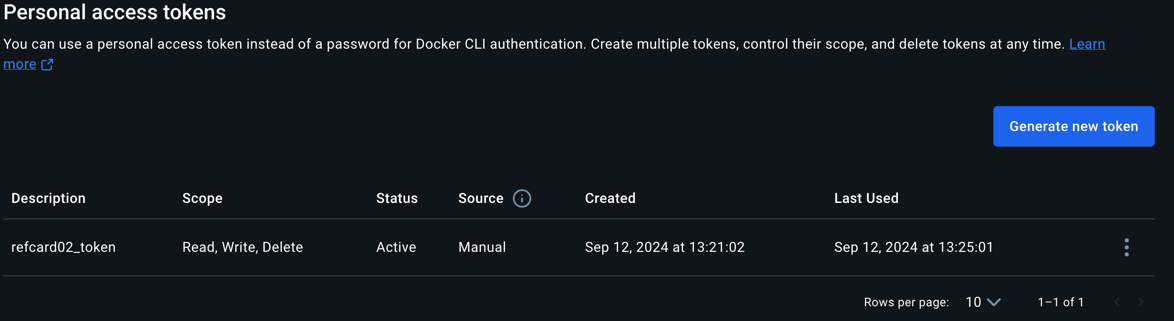 Personal access tokens
You can use a personal access token instead of a password for Docker CLI authentication. Create multiple tokens, control their scope, and delete tokens at any time. Learn
more
Generate new token
Description Scope Status Source Created Last Used
refcard02_token Read, Write, Delete Active Manual Sep 12, 2024 at 13:21:02 Sep 12, 2024 at 13:25:01
Rows per page: 10 1–1 of 1